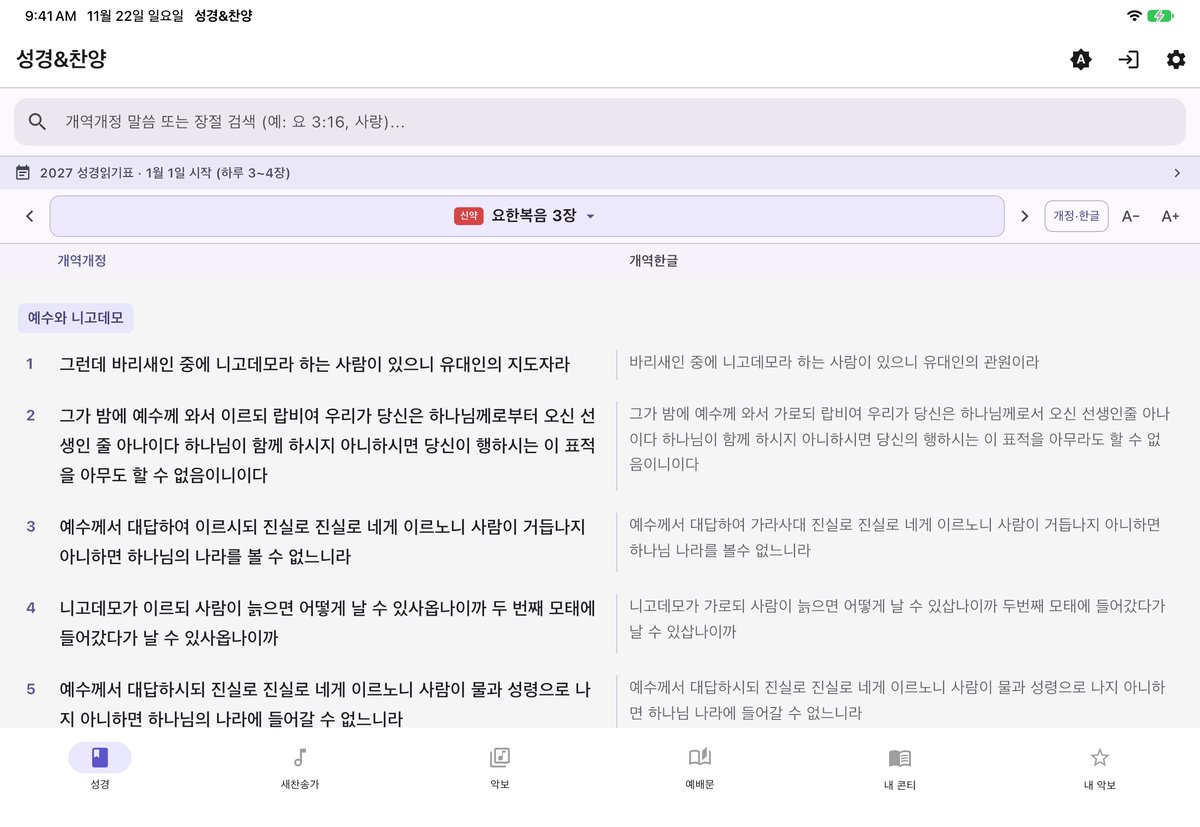 9:41 AM 11월 22일 일요일 성경&찬양
성경&찬양
A
개역개정 말씀 또는 장절 검색 (예: 요 3:16, 사랑)...
2027 성경읽기표 · 1월 1일 시작 (하루 3~4장)
신약 요한복음 3장
개정·한글 A- A+
개역개정 개역한글
예수와 니고데모
1 그런데 바리새인 중에 니고데모라 하는 사람이 있으니 유대인의 지도자라
바리새인 중에 니고데모라 하는 사람이 있으니 유대인의 관원이라
2 그가 밤에 예수께 와서 이르되 랍비여 우리가 당신은 하나님께로부터 오신 선
생인 줄 아나이다 하나님이 함께 하시지 아니하시면 당신이 행하시는 이 표적
을 아무도 할 수 없음이니이다
그가 밤에 예수께 와서 가로되 랍비여 우리가 당신은 하나님께로서 오신 선생인줄 아나
이다 하나님이 함께 하시지 아니하시면 당신의 행하시는 이 표적을 아무라도 할 수 없
음이니이다
3 예수께서 대답하여 이르시되 진실로 진실로 네게 이르노니 사람이 거듭나지
아니하면 하나님의 나라를 볼 수 없느니라
예수께서 대답하여 가라사대 진실로 진실로 네게 이르노니 사람이 거듭나지 아니하면
하나님 나라를 볼수 없느니라
4 니고데모가 이르되 사람이 늙으면 어떻게 날 수 있사옵나이까 두 번째 모태에
들어갔다가 날 수 있사옵나이까
니고데모가 가로되 사람이 늙으면 어떻게 날 수 있삽나이까 두번째 모태에 들어갔다가
날 수 있삽나이까
5 예수께서 대답하시되 진실로 진실로 네게 이르노니 사람이 물과 성령으로 나
지 아니하면 하나님의 나라에 들어갈 수 없느니라
예수께서 대답하시되 진실로 진실로 네게 이르노니 사람이 물과 성령으로 나지 아니하
면 하나님 나라에 들어갈 수 없느니라
성경 새찬송가 악보 예배문 내 콘티 내 악보